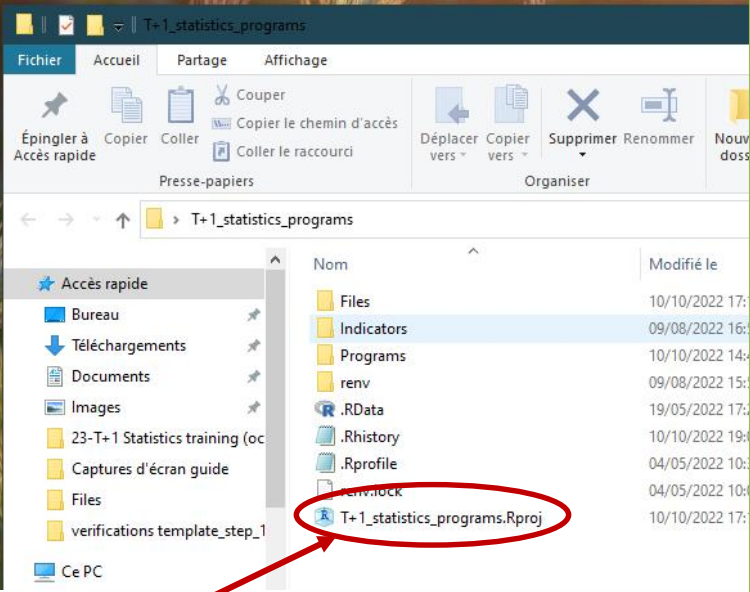 T+1_statistics_programs
Fichier Accueil Partage Affichage
Couper
Copier le chemin d'accès
Coller le raccourci
Épingler à Accès rapide
Copier
Coller
Déplacer vers
Copier vers
Supprimer
Renommer
Presse-papiers
Organiser
T+1_statistics_programs
Nom Modifié le
Accès rapide
Bureau
Téléchargements
Documents
Images
23-T+1 Statistics training (oc
Captures d'écran guide
Files
verifications template_step_1
Ce PC
Files 10/10/2022 17:
Indicators 09/08/2022 16:
Programs 10/10/2022 14:
renv 09/08/2022 15:
.RData 19/05/2022 17:
.Rhistory 10/10/2022 19:
.Rprofile 04/05/2022 10:
renv.lock 04/05/2022 10:
T+1_statistics_programs.Rproj 10/10/2022 17: